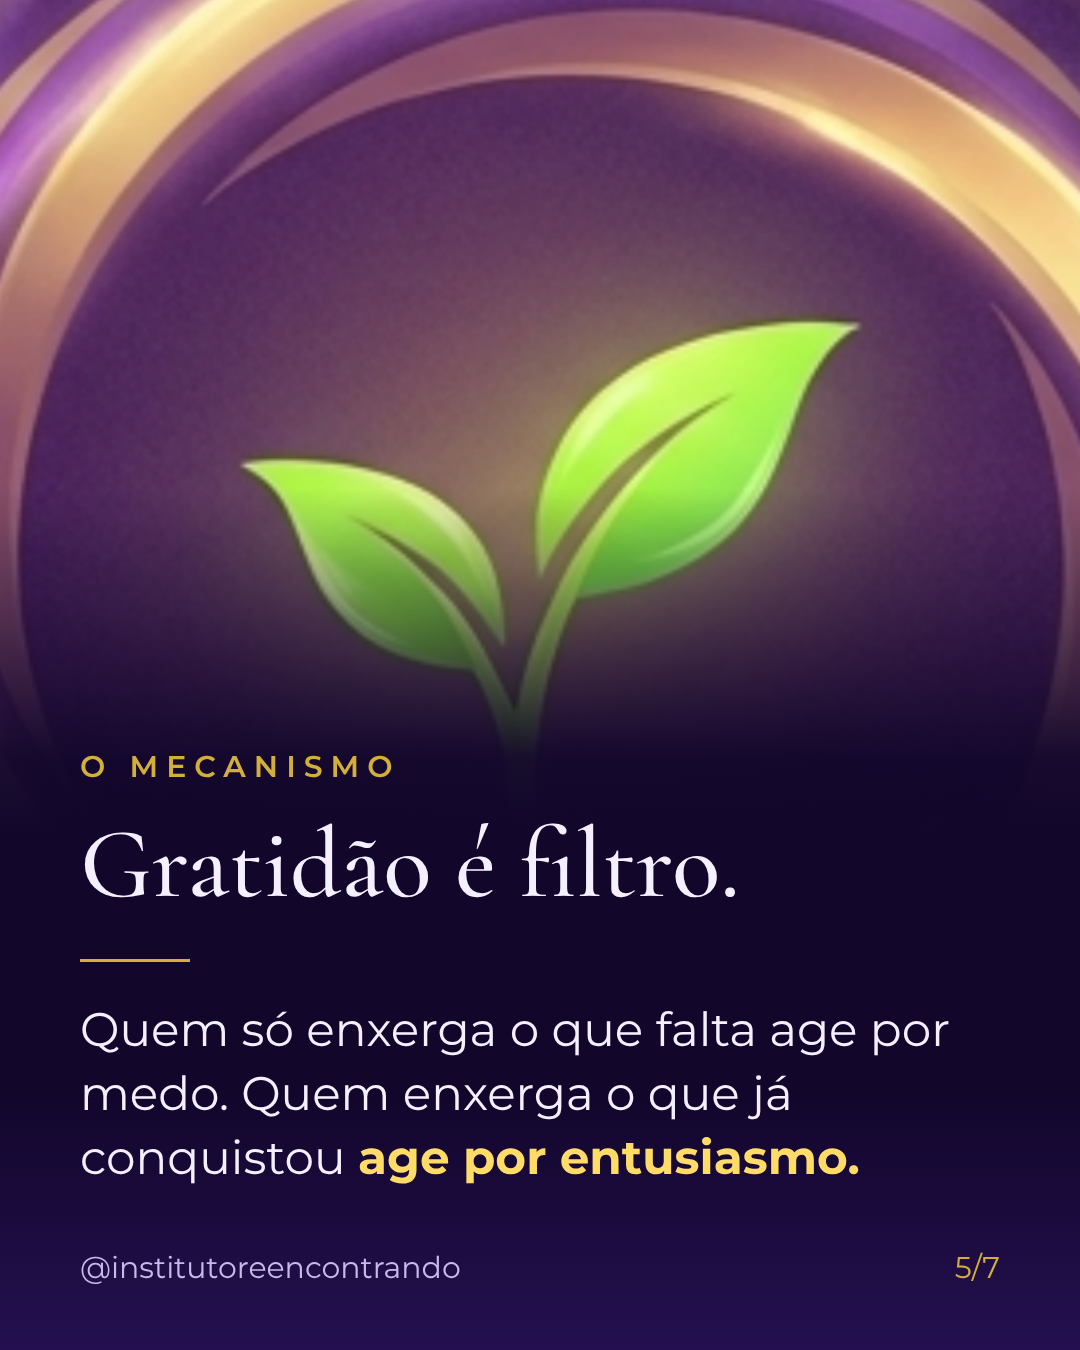 O MECANISMO
Gratidão é filtro.
Quem só enxerga o que falta age por
medo. Quem enxerga o que já
conquistou age por entusiasmo.
@institutoreencontrando
5/7